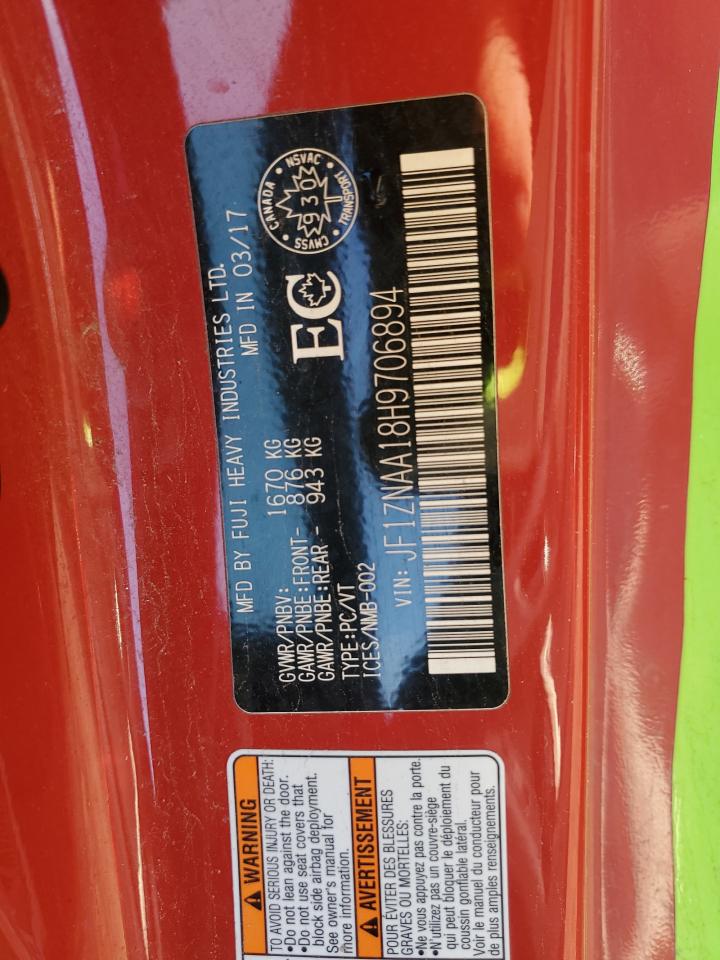 MFD BY FUJI HEAVY INDUSTRIES LTD.
MFD IN 03/17
GVWR/PNBV: 1670 KG
GAWR/PNBE:FRONT- 876 KG
GAWR/PNBE:REAR - 943 KG
TYPE:PC/VT
ICES/NMB-002
EC
CANADA • NSVAC • TRANSPORT • CMVSS
930
VIN: JF1ZNAA18H9706894
WARNING
TO AVOID SERIOUS INJURY OR DEATH:
•Do not lean against the door.
•Do not use seat covers that
block side airbag deployment.
See owner's manual for
more information.
AVERTISSEMENT
POUR ÉVITER DES BLESSURES
GRAVES OU MORTELLES:
•Ne vous appuyez pas contre la porte.
•N'utilisez pas un couvre-siège
qui peut bloquer le déploiement du
coussin gonflable latéral.
Voir le manuel du conducteur pour
de plus amples renseignements.